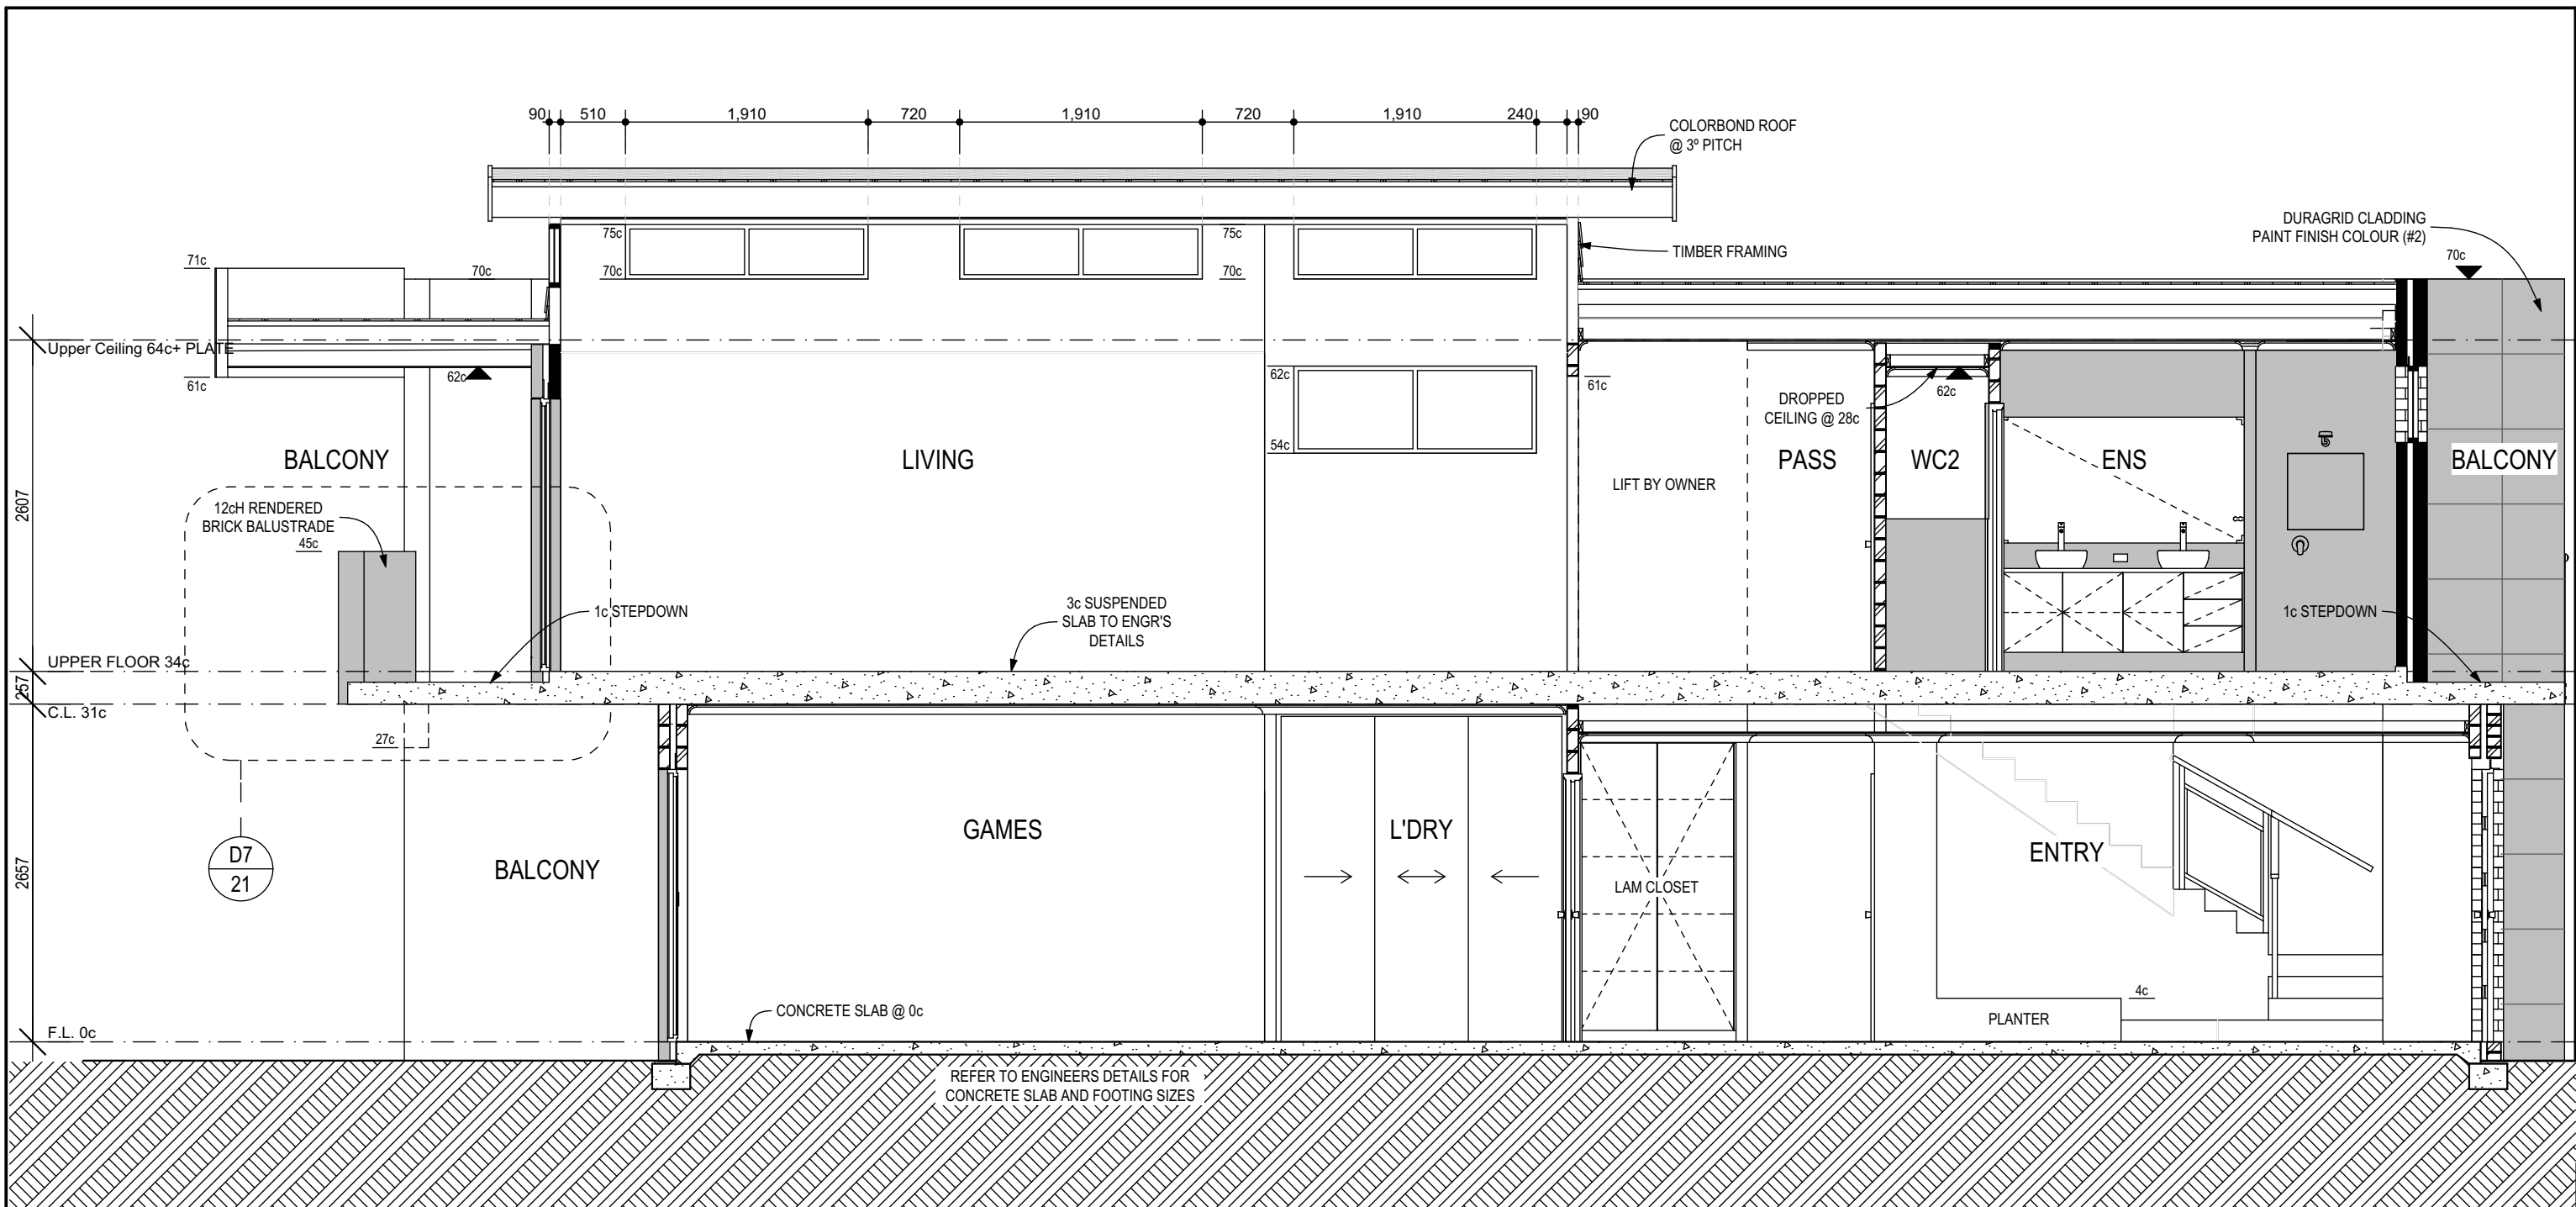 90 510 1,910 720 1,910 720 1,910 240 90
COLORBOND ROOF
@ 3º PITCH
DURAGRID CLADDING
PAINT FINISH COLOUR (#2)
75c 75c
TIMBER FRAMING
70c
71c 70c 70c 70c
Upper Ceiling 64c+ PLATE
61c 62c 62c 61c
DROPPED
CEILING @ 28c
62c
54c
BALCONY LIVING PASS WC2 ENS BALCONY
LIFT BY OWNER
2607
12cH RENDERED
BRICK BALUSTRADE
45c
1c STEPDOWN
3c SUSPENDED
SLAB TO ENGR'S
DETAILS
1c STEPDOWN
UPPER FLOOR 34c
257
C.L. 31c
27c
GAMES L'DRY
D7
21
BALCONY
ENTRY
LAM CLOSET
2657
4c
CONCRETE SLAB @ 0c
PLANTER
F.L. 0c
REFER TO ENGINEERS DETAILS FOR
CONCRETE SLAB AND FOOTING SIZES